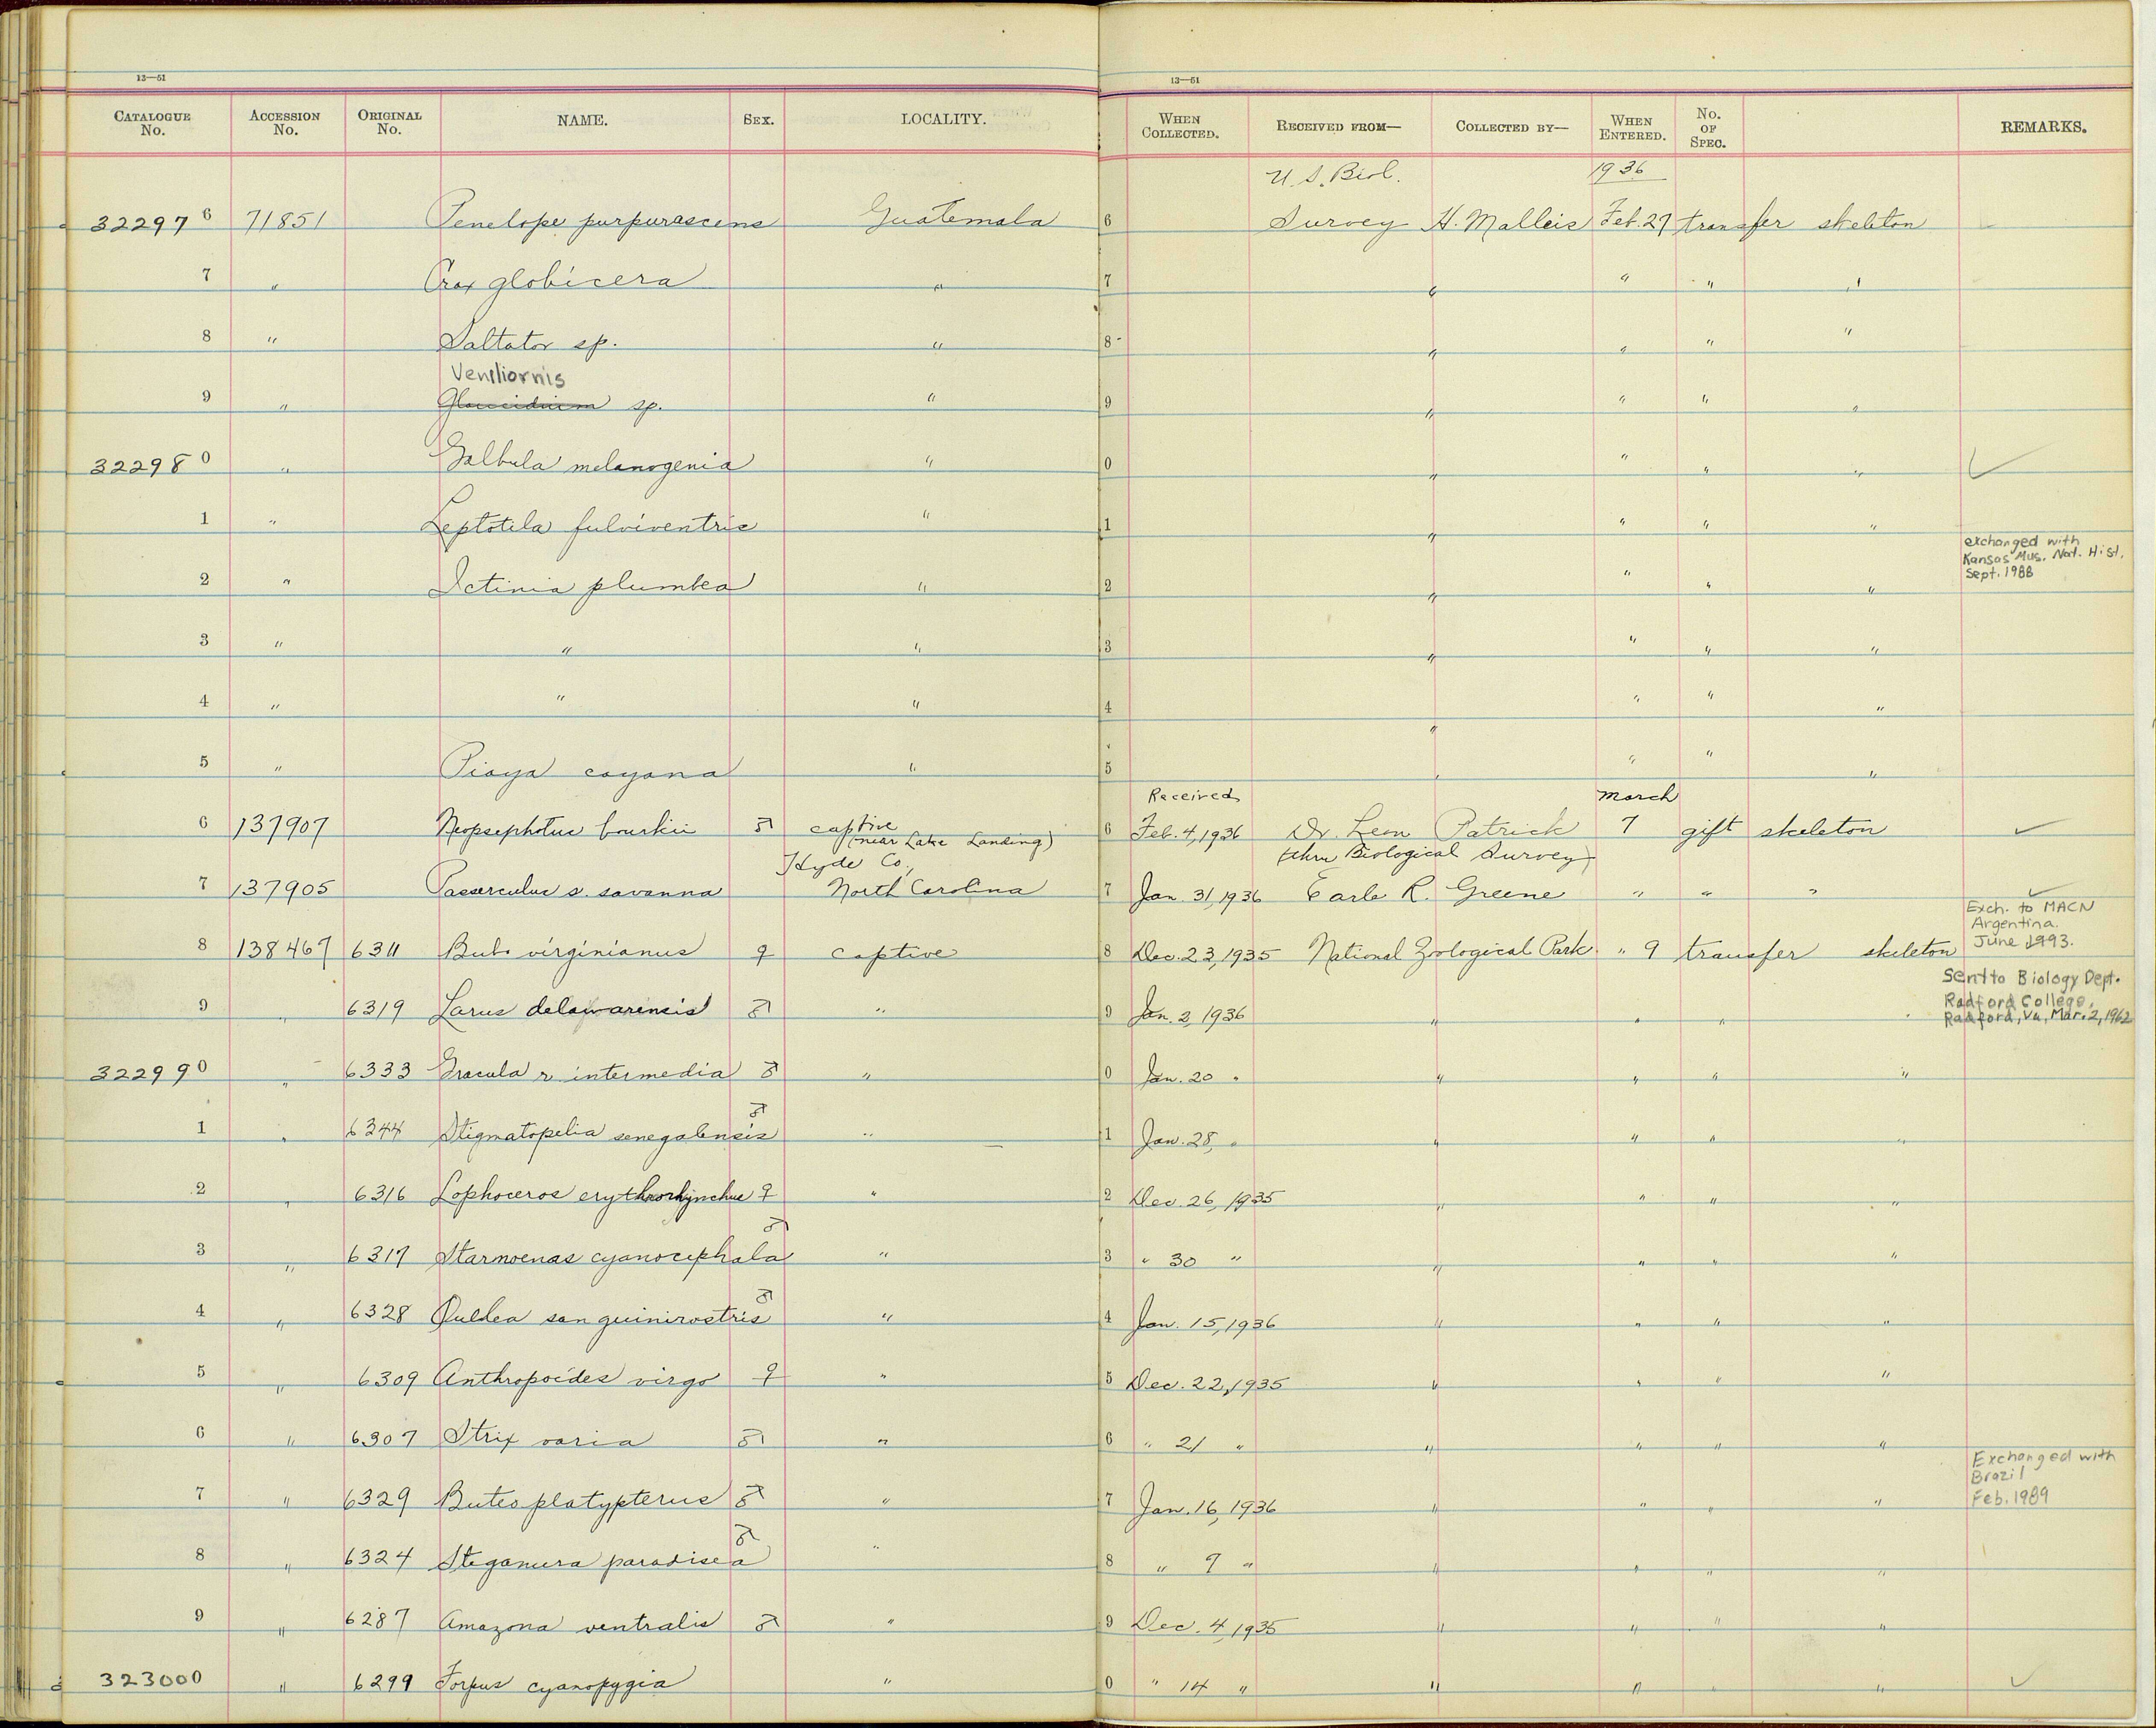 13—51 13—51
CATALOGUE No. ACCESSION No. ORIGINAL No. NAME. SEX. LOCALITY. WHEN COLLECTED. RECEIVED FROM— COLLECTED BY— WHEN ENTERED. No. OF SPEC. REMARKS.
U. S. Biol. 1936
322976 71851 Penelope purpurascens Guatemala 6 Survey H. Malleis Feb. 27 transfer skeleton
7 " Crax globicera " 7 " " " "
8 " Saltator sp. " 8 " " " "
Veniliornis
9 " Glaucidium sp. " 9 " " " "
322980 " Galbula melanogenia " 0 " " " " ✓
1 " Leptotila fulviventris " 1 " " " "
exchanged with
Kansas Mus. Nat. Hist.
Sept. 1988
2 " Ictinia plumbea " 2 " " " "
3 " " " 3 " " " "
4 " " " 4 " " " "
5 " Piaya cayana " 5 " " " "
Received March
6 137907 Neopsephotus bourkii ♂ captive 6 Feb. 4, 1936 Dr. Leon Patrick 7 gift skeleton ✓
(near Lake Landing) (thru Biological Survey)
Hyde Co.,
7 137905 Passerculus s. savanna North Carolina 7 Jan. 31, 1936 Earle R. Greene " " " ✓
Exch. to MACN
Argentina.
June 1993.
8 138467 6311 Bubo virginianus ♀ captive 8 Dec. 23, 1935 National Zoological Park " 9 transfer skeleton
Sent to Biology Dept.
Radford College,
Radford, Va, Mar. 2, 1962
9 " 6319 Larus delawarensis ♂ " 9 Jan. 2, 1936 " " "
322990 " 6333 Gracula r. intermedia ♂ " 0 Jan. 20 " " " " "
1 " 6344 Stigmatopelia senegalensis ♂ " 1 Jan. 28, " " " " "
2 " 6316 Lophoceros erythrorhynchus ♀ " 2 Dec. 26, 1935 " " " "
3 " 6317 Starnoenas cyanocephala ♂ " 3 " 30 " " " " "
4 " 6328 Quelea sanguinirostris ♂ " 4 Jan. 15, 1936 " " " "
5 " 6309 Anthropoides virgo ♀ " 5 Dec. 22, 1935 " " " "
6 " 6307 Strix varia ♂ " 6 " 21 " " " " "
Exchanged with
Brazil
Feb. 1989
7 " 6329 Buteo platypterus ♂ " 7 Jan. 16, 1936 " " " "
8 " 6324 Steganura paradisea ♂ " 8 " 9 " " " " "
9 " 6287 Amazona ventralis ♂ " 9 Dec. 4, 1935 " " " "
323000 " 6299 Forpus cyanopygia " 0 " 14 " " " " " ✓